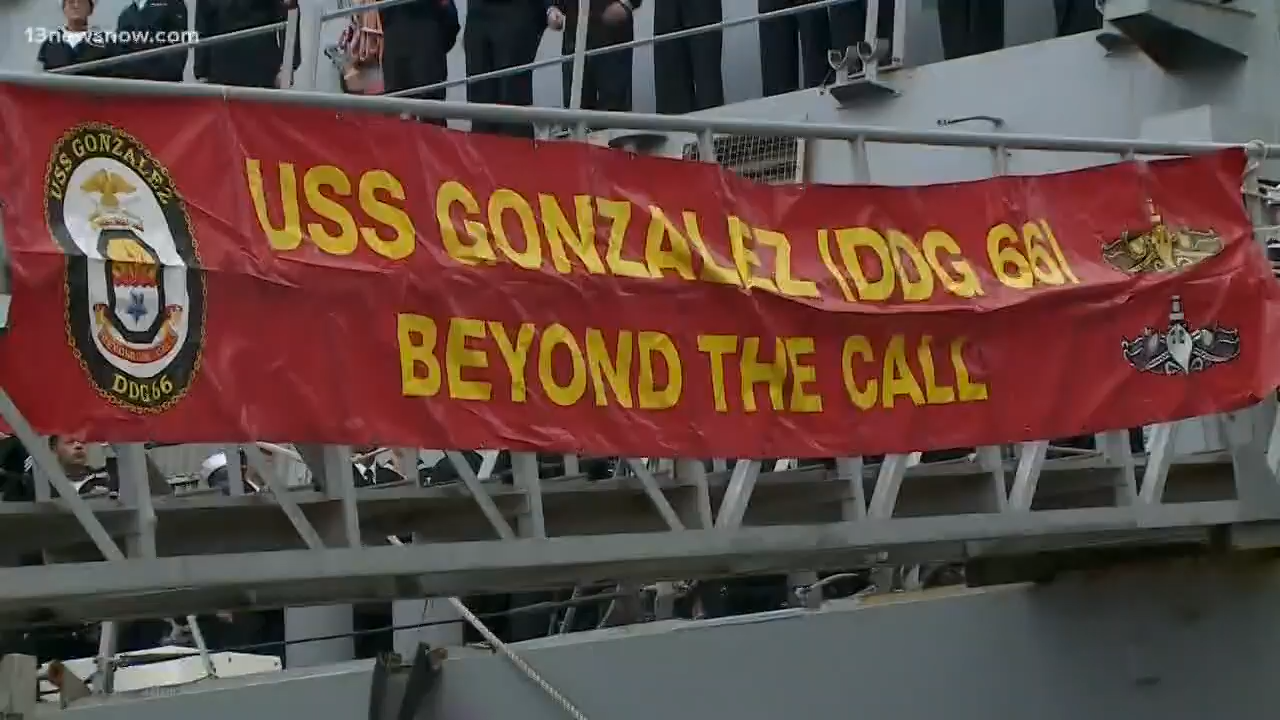 13newsnow.com
USS GONZALEZ
USS GONZALEZ (DDG 66)
BEYOND THE CALL
DDG66